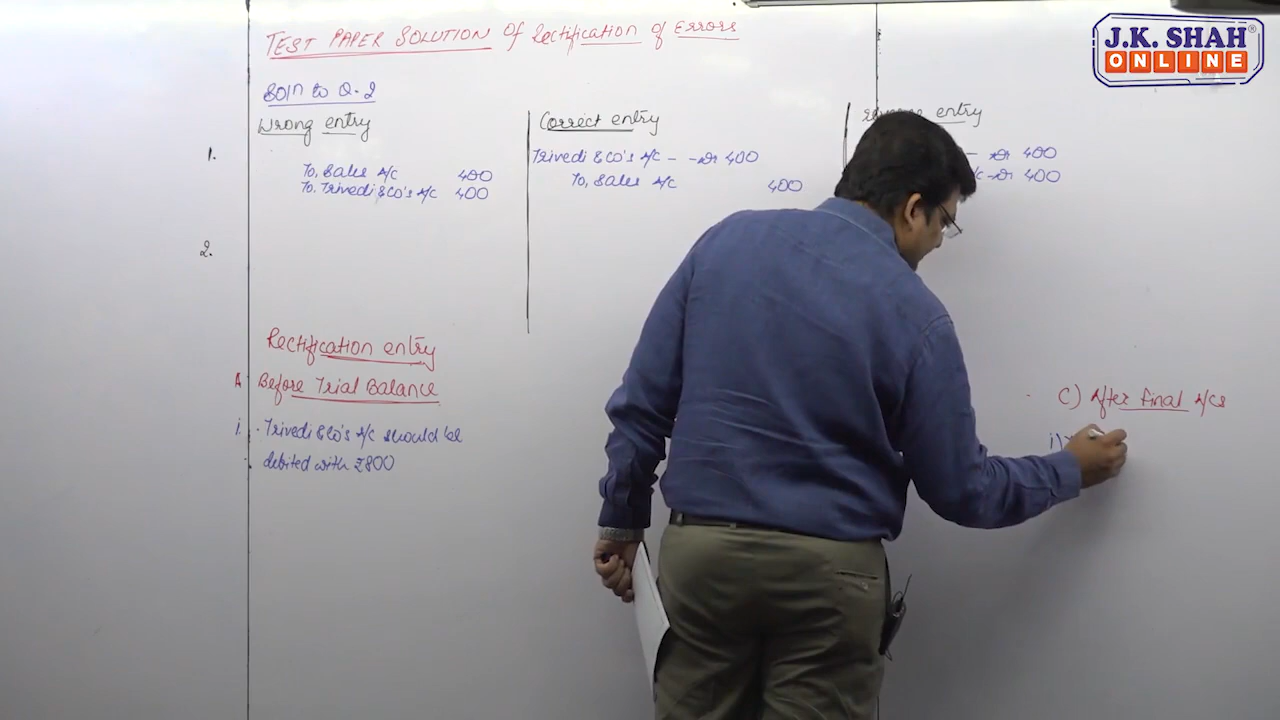 TEST PAPER SOLUTION of Rectification of Errors
J.K. SHAH®
ONLINE
Soln to Q-2
Wrong entry
Correct entry
entry
1.
To, Sales A/c 400
To, Trivedi & Co's A/c 400
Trivedi & Co's A/c - - Dr 400
To, Sales A/c 400
- Dr 400
- Dr 400
2.
Rectification entry
A Before Trial Balance
C) After Final A/cs
i. Trivedi & Co's A/c should be
debited with ₹800
i)